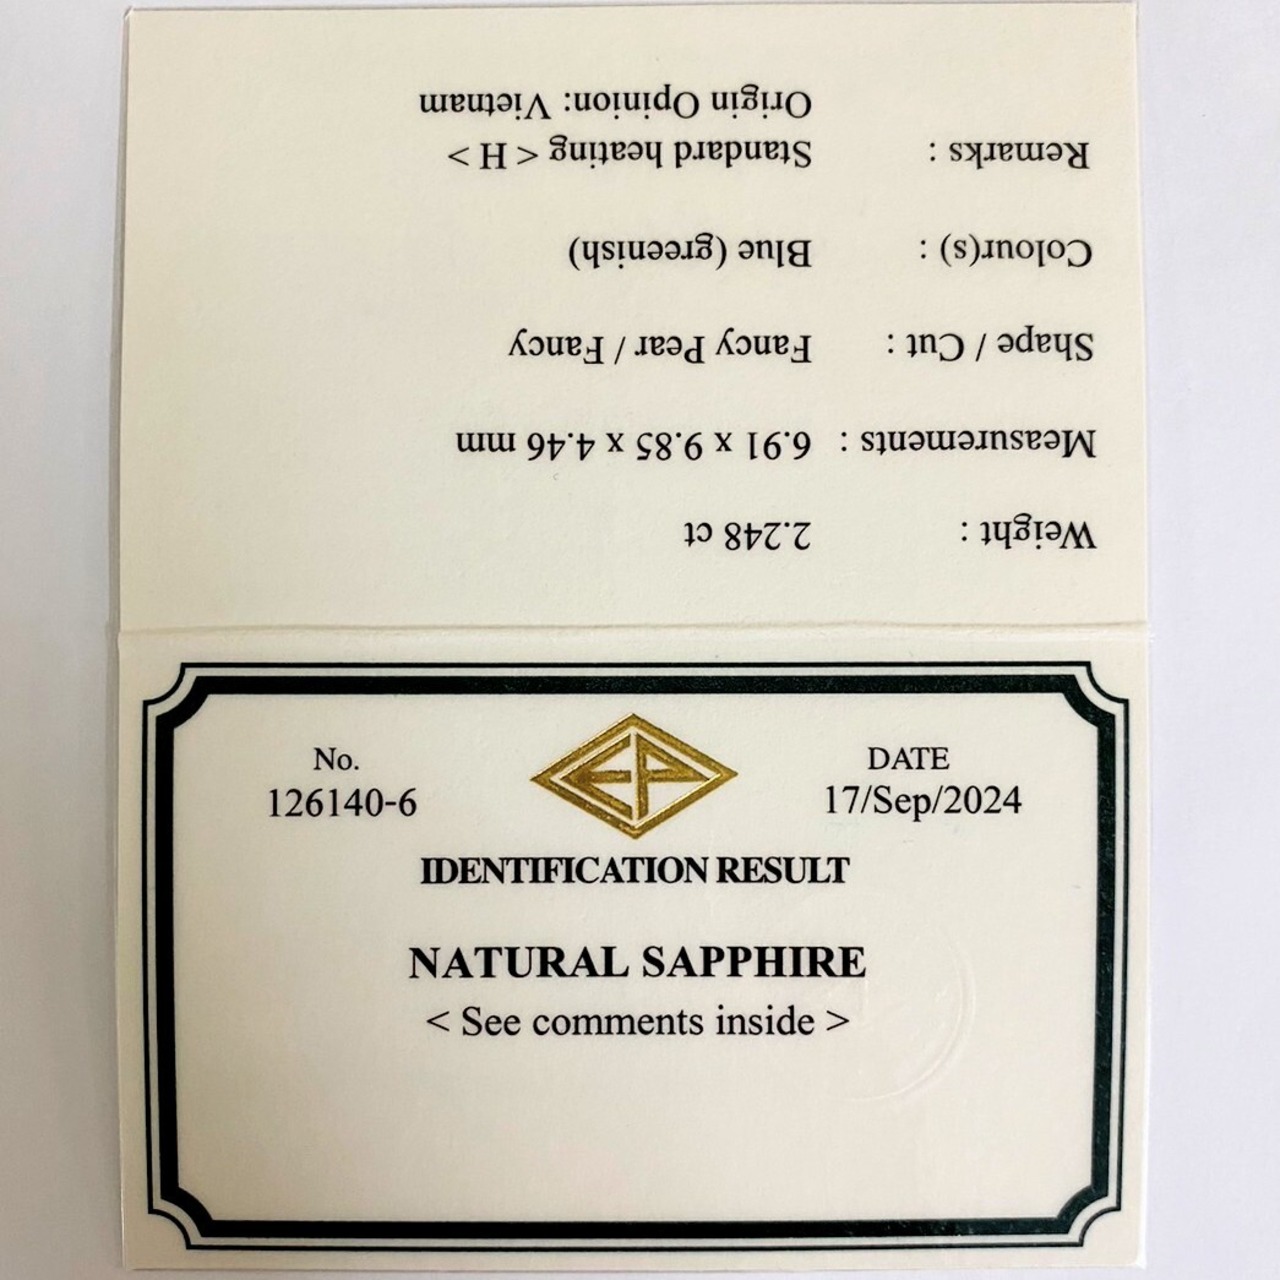 Weight : 2.248 ct
Measurements : 6.91 x 9.85 x 4.46 mm
Shape / Cut : Fancy Pear / Fancy
Colour(s) : Blue (greenish)
Remarks : Standard heating < H >
Origin Opinion: Vietnam
No.
126140-6
EP
DATE
17/Sep/2024
IDENTIFICATION RESULT
NATURAL SAPPHIRE
< See comments inside >